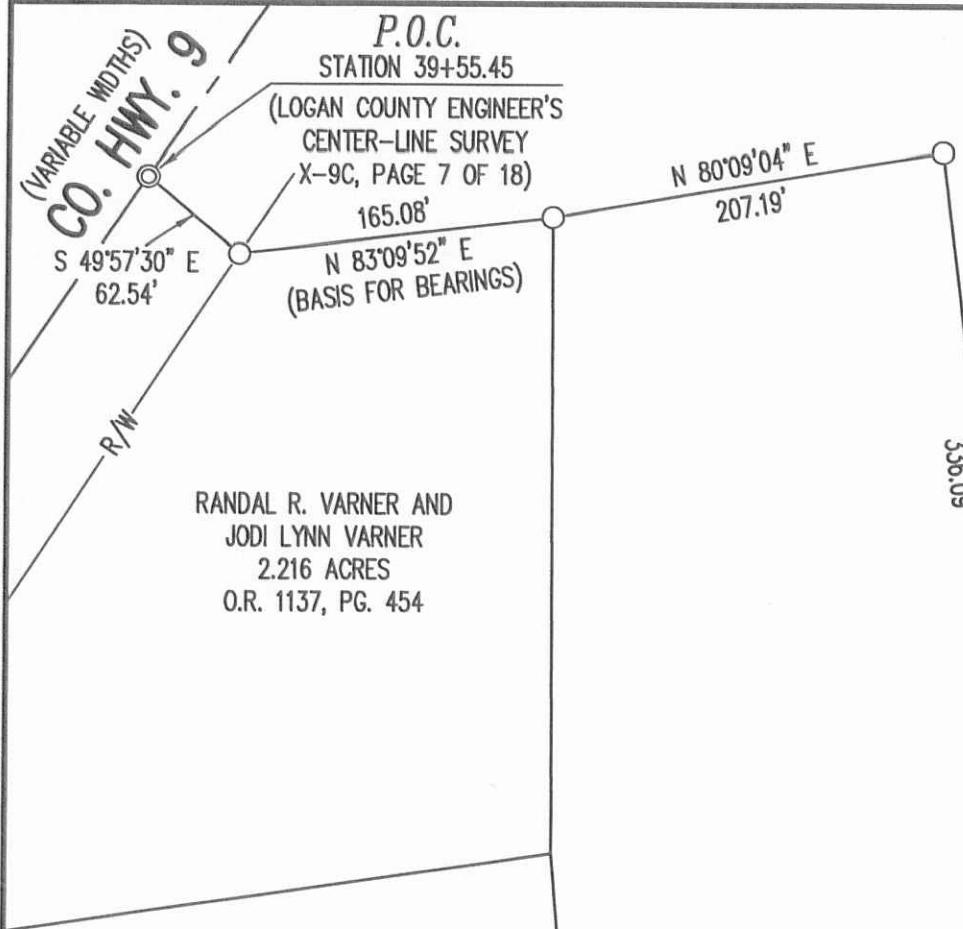 P.O.C.
STATION 39+55.45
(LOGAN COUNTY ENGINEER'S
CENTER-LINE SURVEY
X-9C, PAGE 7 OF 18)
(VARIABLE WIDTHS)
CO. HWY. 9
S 49°57'30" E
62.54'
165.08'
N 83°09'52" E
(BASIS FOR BEARINGS)
N 80°09'04" E
207.19'
R/W
RANDAL R. VARNER AND
JODI LYNN VARNER
2.216 ACRES
O.R. 1137, PG. 454